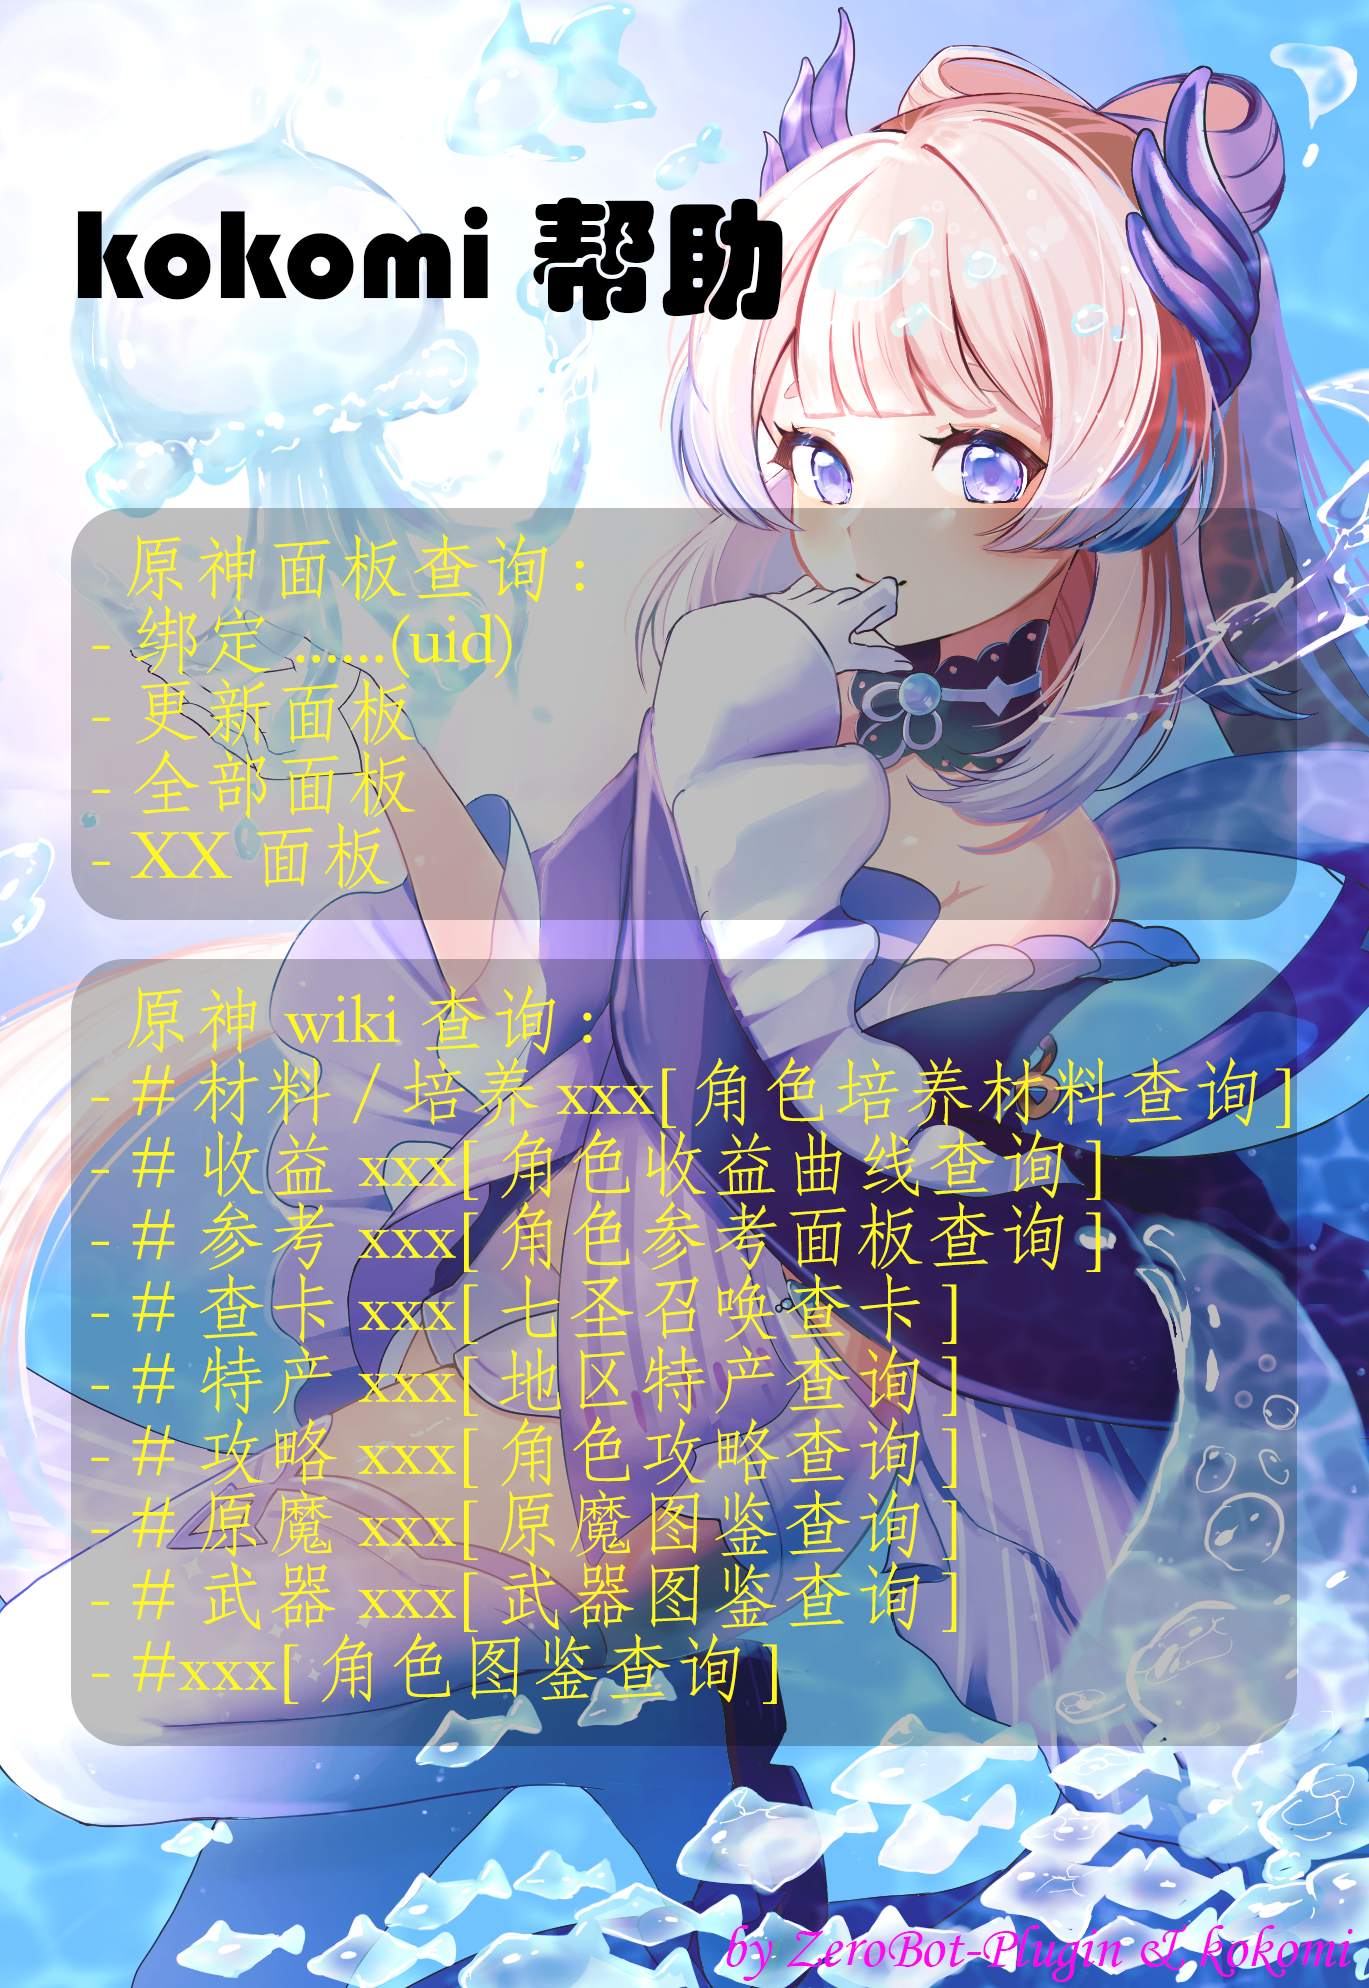 kokomi 帮助
原神面板查询：
- 绑定 ......(uid)
- 更新面板
- 全部面板
- XX 面板
原神 wiki 查询：
- # 材料 / 培养 xxx[ 角色培养材料查询 ]
- # 收益 xxx[ 角色收益曲线查询 ]
- # 参考 xxx[ 角色参考面板查询 ]
- # 查卡 xxx[ 七圣召唤查卡 ]
- # 特产 xxx[ 地区特产查询 ]
- # 攻略 xxx[ 角色攻略查询 ]
- # 原魔 xxx[ 原魔图鉴查询 ]
- # 武器 xxx[ 武器图鉴查询 ]
- #xxx[ 角色图鉴查询 ]
by ZeroBot-Plugin & kokomi